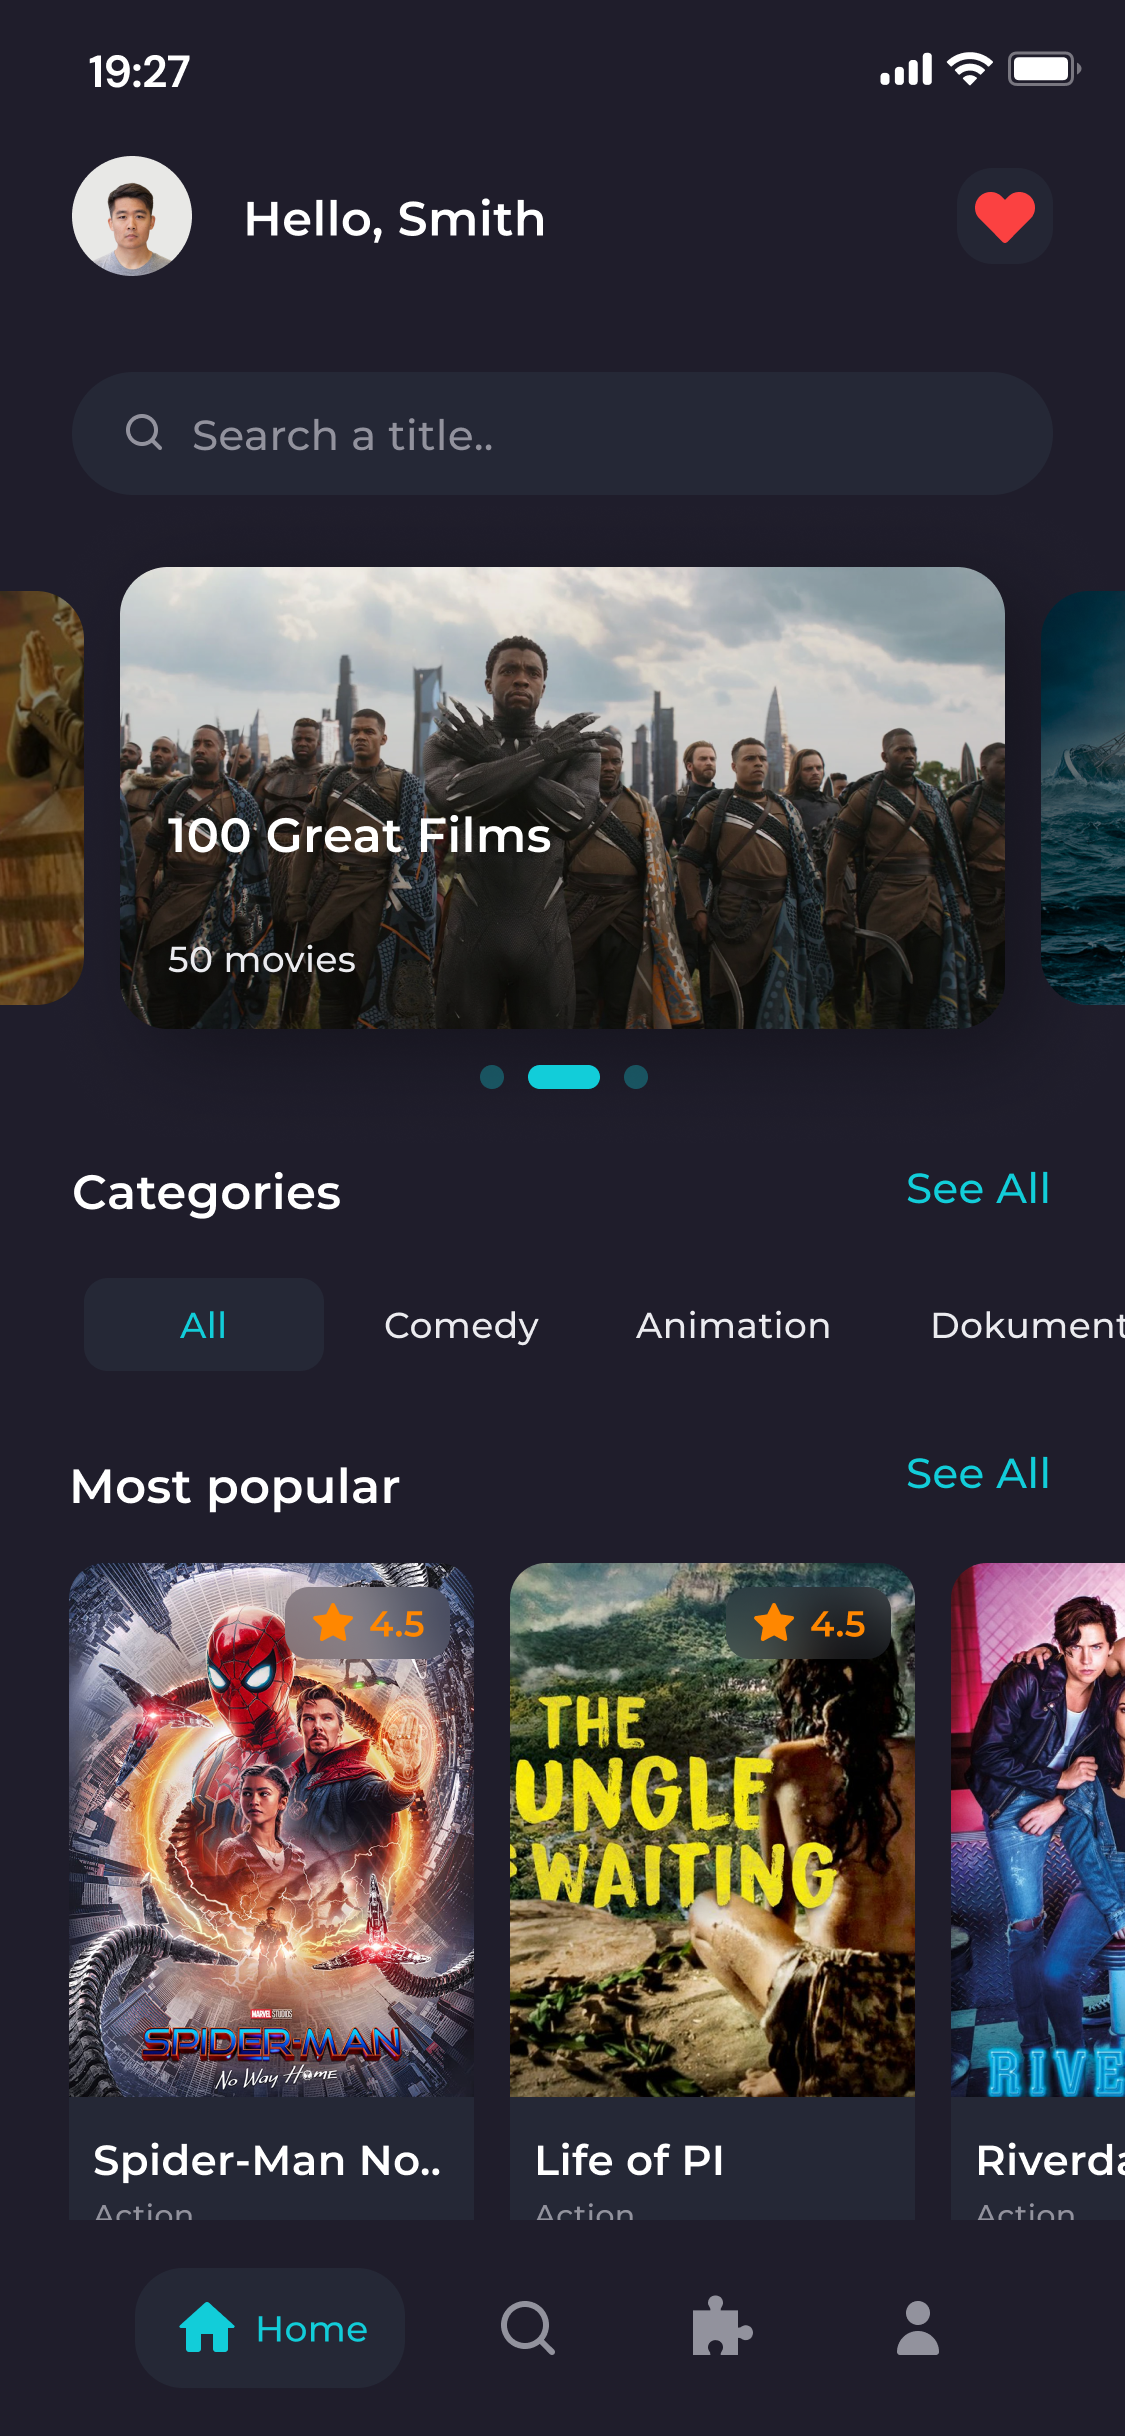 19:27
Hello, Smith
Search a title..
100 Great Films
50 movies
Categories
See All
All
Comedy
Animation
Dokument
Most popular
See All
4.5
4.5
THE
UNGLE
WAITING
MARVEL STUDIOS
SPIDER-MAN
No Way Home
RIVE
Spider-Man No..
Life of PI
Riverda
Action
Action
Action
Home